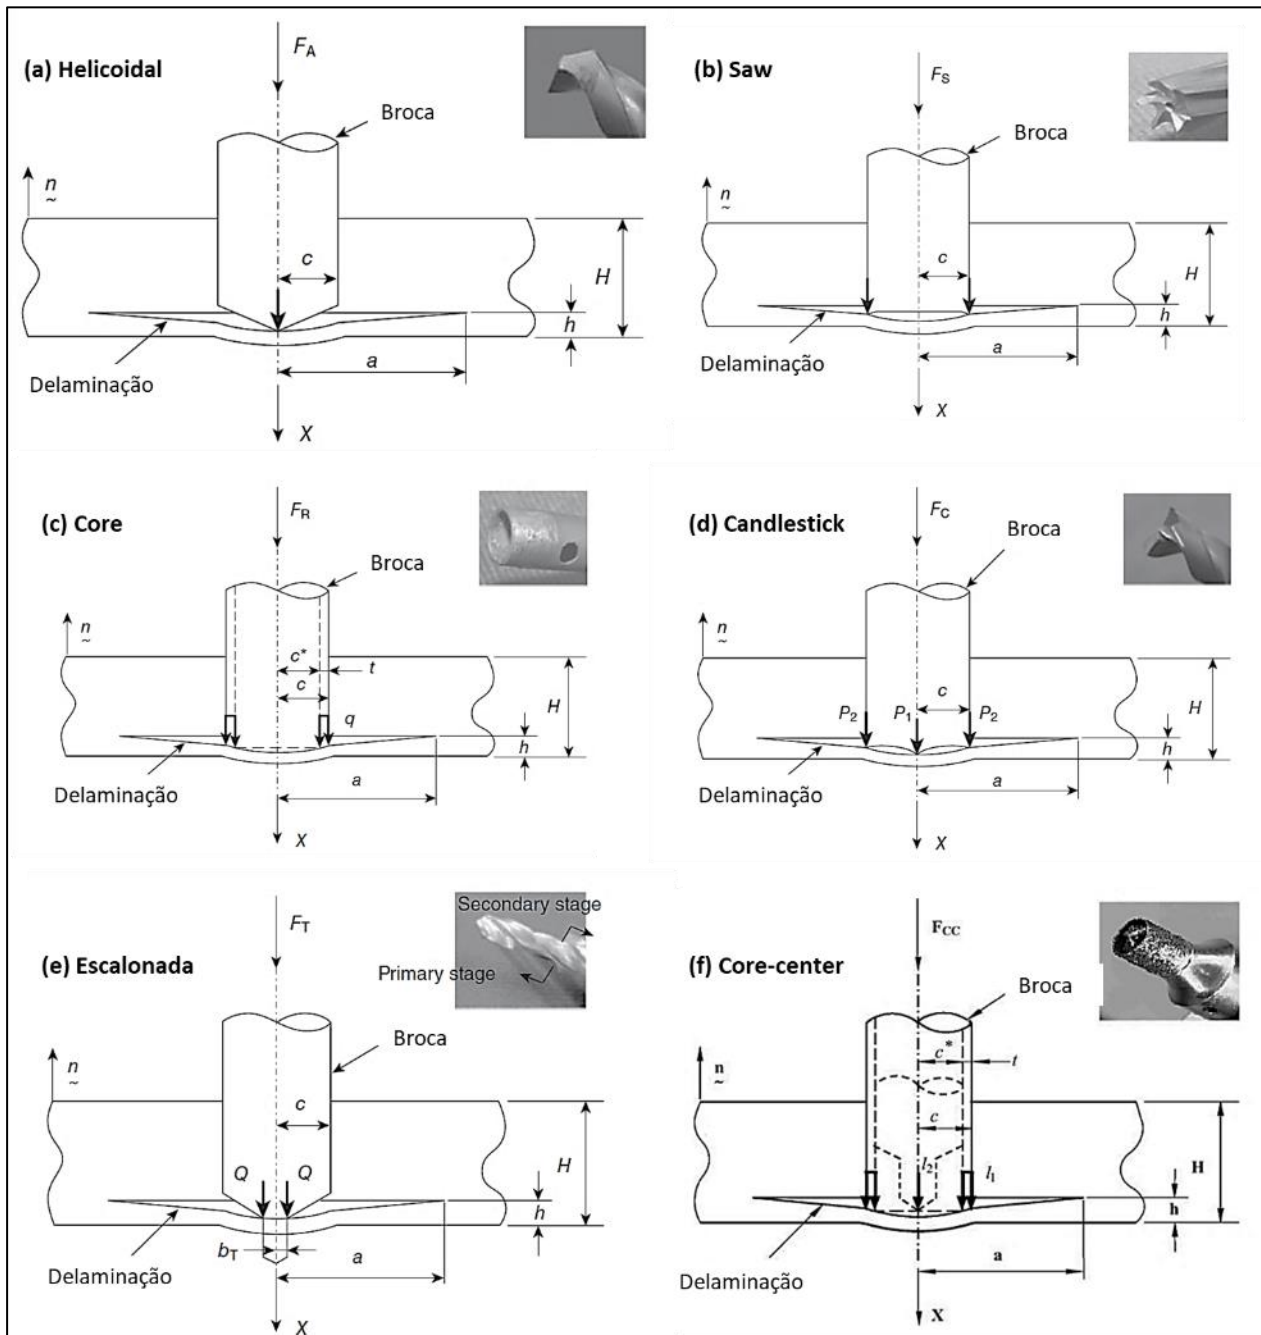 (a) Helicoidal
F_A
Broca
n
~
c
H
h
a
Delaminação
X
(b) Saw
F_S
Broca
n
~
c
H
h
a
Delaminação
X
(c) Core
F_R
Broca
n
~
c*
t
c
q
H
h
a
Delaminação
X
(d) Candlestick
F_C
Broca
n
~
c
P_2
P_1
P_2
H
h
a
Delaminação
X
(e) Escalonada
F_T
Secondary stage
Primary stage
Broca
n
~
c
Q
Q
H
h
b_T
a
Delaminação
X
(f) Core-center
F_CC
Broca
n
~
c*
t
c
l_2
l_1
H
h
a
Delaminação
X